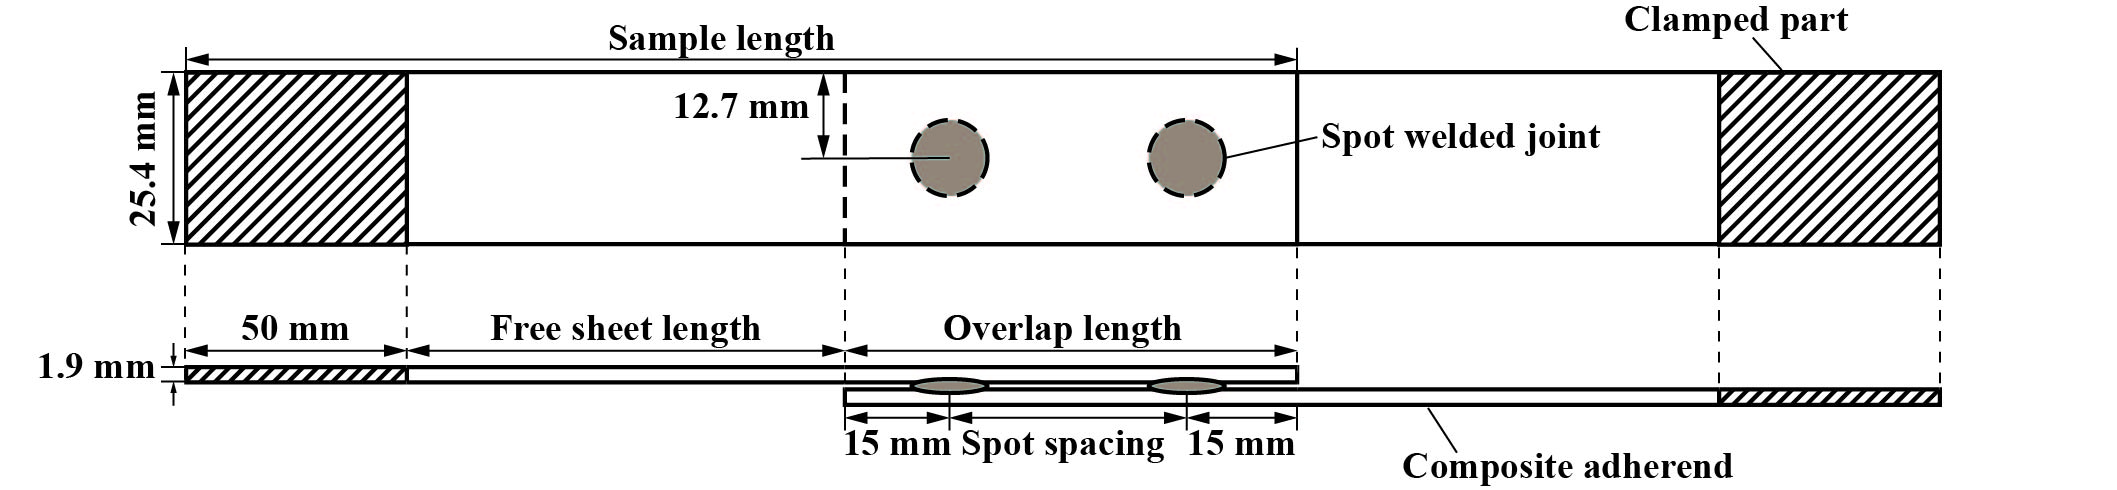 Clamped part
Sample length
12.7 mm
25.4 mm
Spot welded joint
50 mm
Free sheet length
Overlap length
1.9 mm
15 mm
Spot spacing
15 mm
Composite adherend